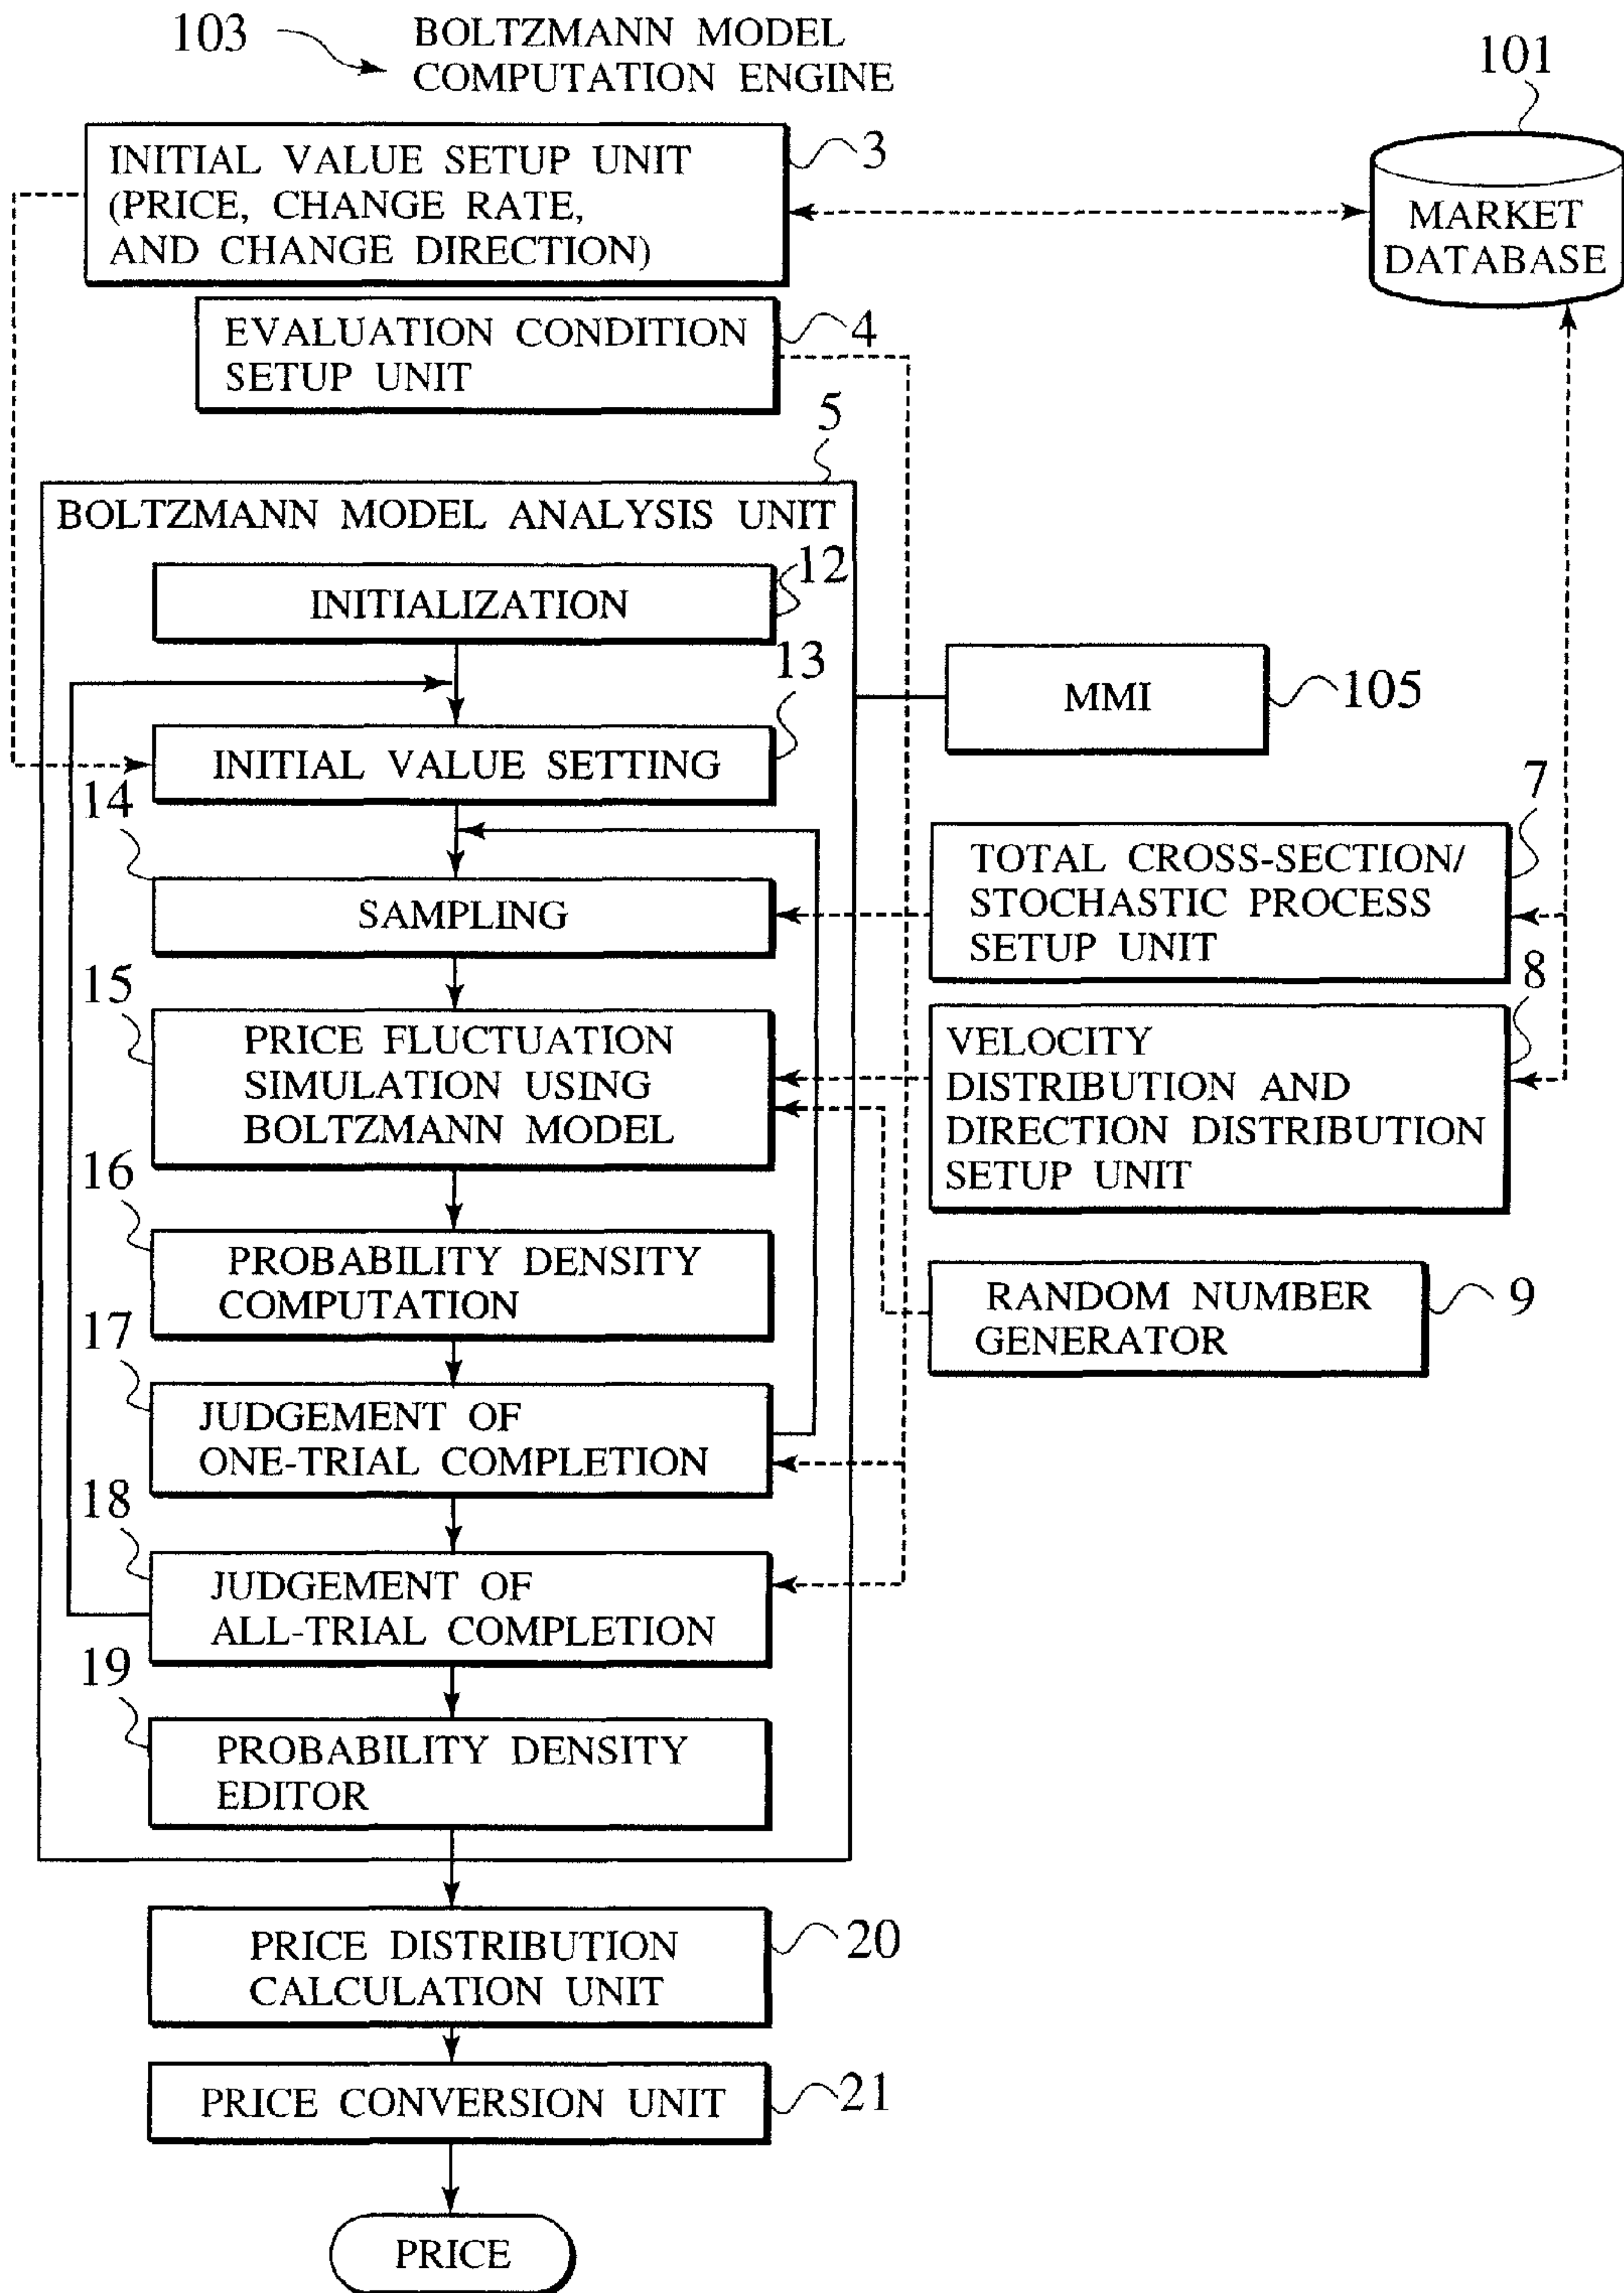 103
BOLTZMANN MODEL
COMPUTATION ENGINE
101
INITIAL VALUE SETUP UNIT
(PRICE, CHANGE RATE,
AND CHANGE DIRECTION)
3
MARKET
DATABASE
EVALUATION CONDITION
SETUP UNIT
4
5
BOLTZMANN MODEL ANALYSIS UNIT
INITIALIZATION
12
13
INITIAL VALUE SETTING
MMI
105
14
SAMPLING
7
TOTAL CROSS-SECTION/
STOCHASTIC PROCESS
SETUP UNIT
15
PRICE FLUCTUATION
SIMULATION USING
BOLTZMANN MODEL
8
VELOCITY
DISTRIBUTION AND
DIRECTION DISTRIBUTION
SETUP UNIT
16
PROBABILITY DENSITY
COMPUTATION
RANDOM NUMBER
GENERATOR
9
17
JUDGEMENT OF
ONE-TRIAL COMPLETION
18
JUDGEMENT OF
ALL-TRIAL COMPLETION
19
PROBABILITY DENSITY
EDITOR
PRICE DISTRIBUTION
CALCULATION UNIT
20
PRICE CONVERSION UNIT
21
PRICE